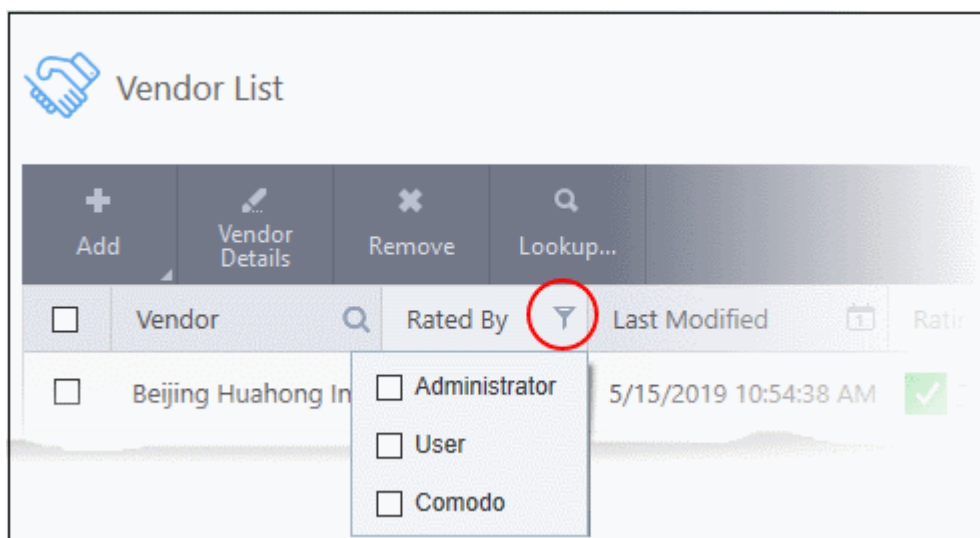 Vendor List
Add
Vendor
Details
Remove
Lookup...
Vendor
Rated By
Last Modified
Beijing Huahong In
5/15/2019 10:54:38 AM
Administrator
User
Comodo